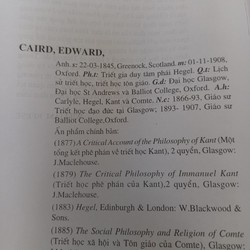 CAIRD, EDWARD,
Anh x: 22-03-1845, Greenock, Scotland. m: 01-11-1908,
Oxford. Ph.t: Triết gia duy tâm phái Hegel. Q.t: Lịch
sử triết học, triết học tôn giáo. G.d: Đại học Glasgow,
Đại học St Andrews và Balliol College, Oxford. A.h:
Carlyle, Hegel, Kant và Comte. N.c: 1866-93, Giáo sư
Triết học đạo đức tại Glasgow; 1893- 1907, Giáo sư
Balliot College, Oxford.
Ấn phẩm chính bản:
(1877) A Critical Account of the Philosophy of Kant (Một
tổng kết phê phán về triết học Kant), 2 quyển, Glasgow:
J.Maclehouse.
(1879) The Critical Philosophy of Immanuel Kant
(Triết học phê phán của Kant),2 quyển, Glasgow:
J.Maclehouse.
(1883) Hegel, Edinburgh & London: W.Blackwood &
Sons.
(1885) The Social Philosophy and Religion of Comte
(Triết học xã hội và Tôn giáo của Comte), Glasgow: